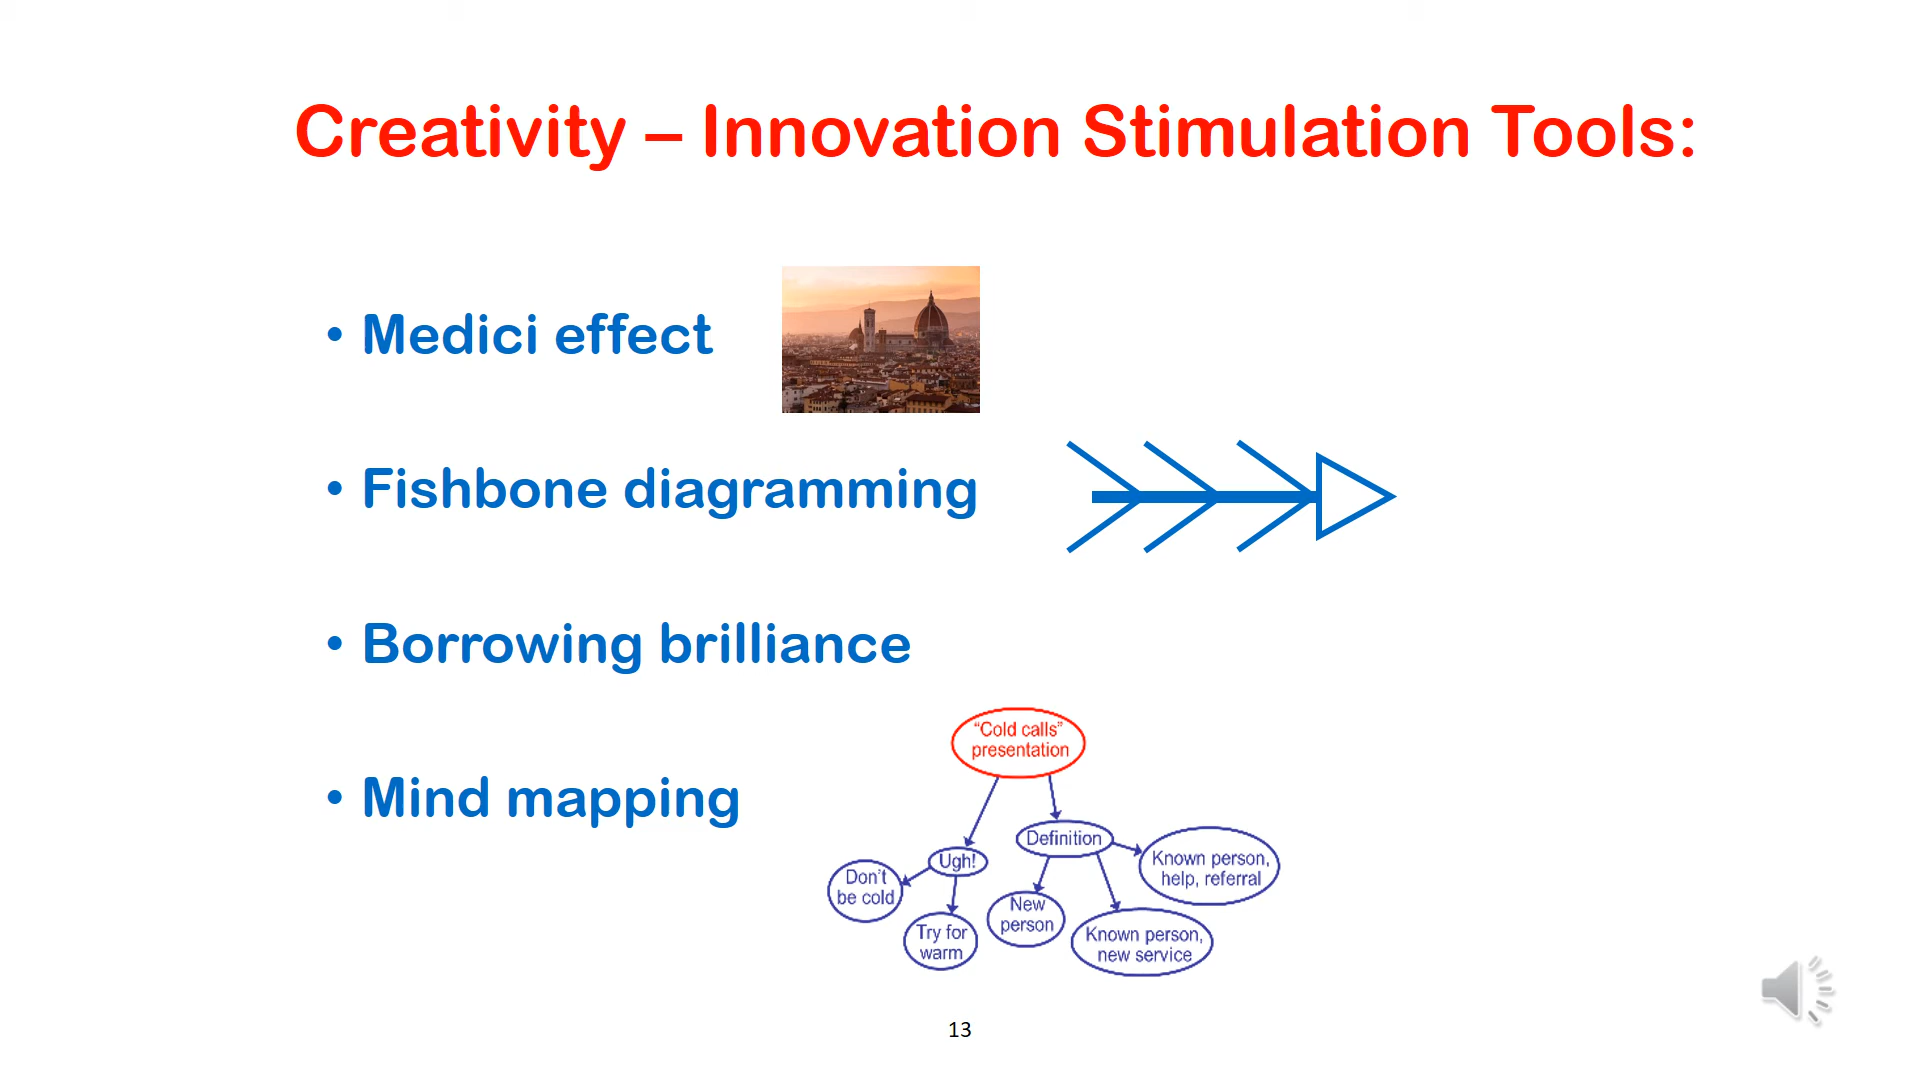 Creativity – Innovation Stimulation Tools:
• Medici effect
• Fishbone diagramming
• Borrowing brilliance
• Mind mapping
“Cold calls”
presentation
Ugh!
Definition
Don’t
be cold
Try for
warm
New
person
Known person,
new service
Known person,
help, referral
13